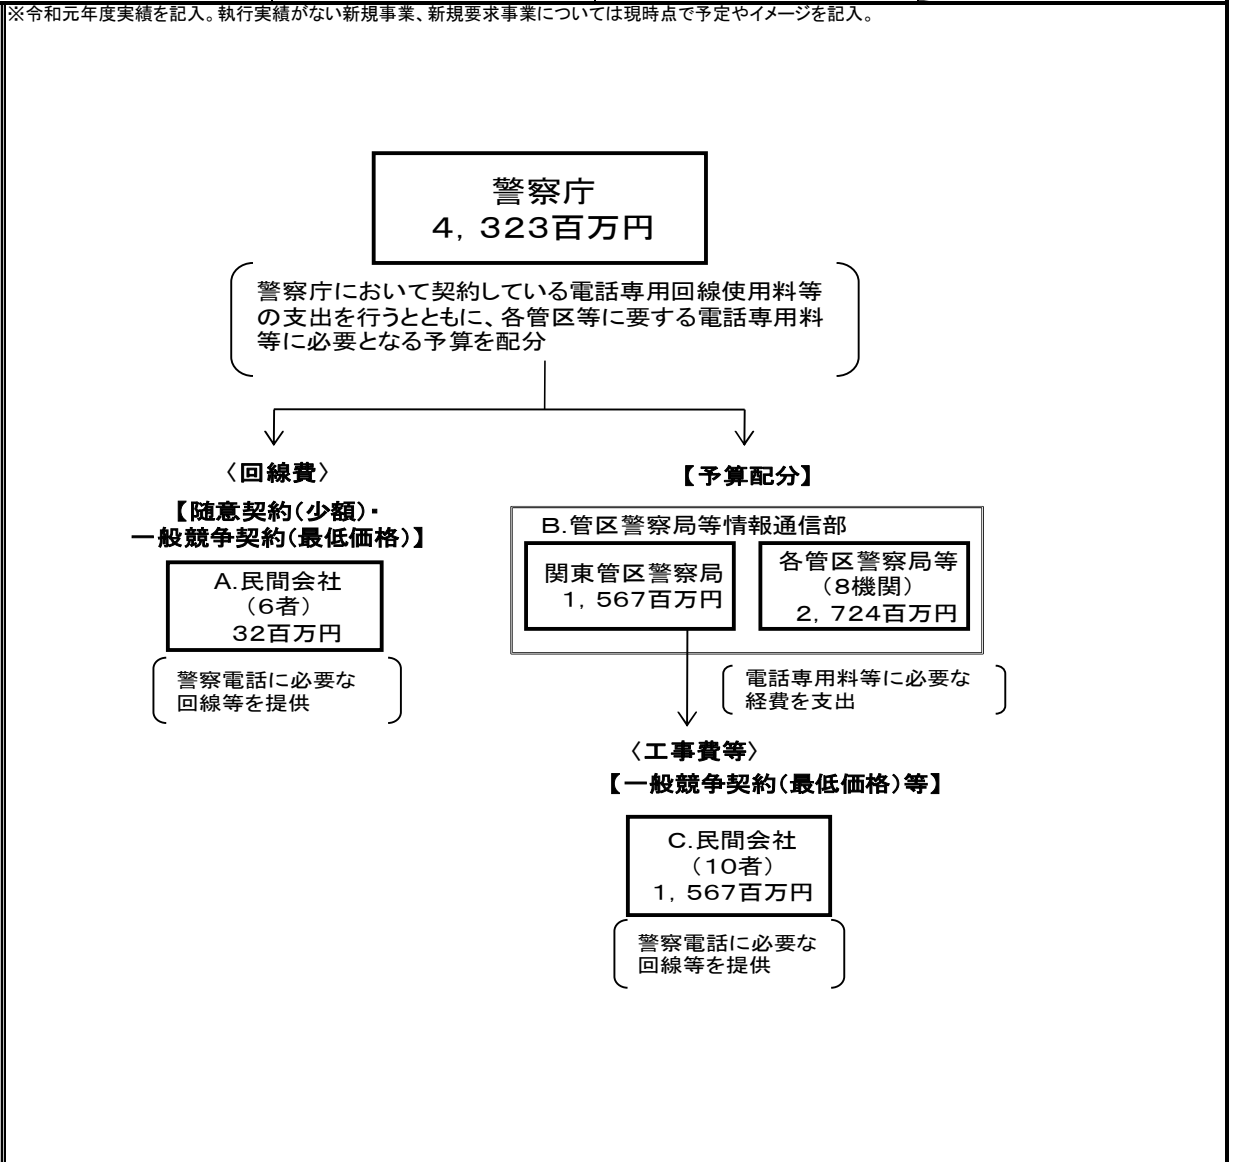 ※令和元年度実績を記入。執行実績がない新規事業、新規要求事業については現時点で予定やイメージを記入。
警察庁
4，323百万円
警察庁において契約している電話専用回線使用料等
の支出を行うとともに、各管区等に要する電話専用料
等に必要となる予算を配分
〈回線費〉
【随意契約（少額）・
一般競争契約（最低価格）】
A.民間会社
（6者）
32百万円
警察電話に必要な
回線等を提供
【予算配分】
B.管区警察局等情報通信部
関東管区警察局
1，567百万円
各管区警察局等
（8機関）
2，724百万円
電話専用料等に必要な
経費を支出
〈工事費等〉
【一般競争契約（最低価格）等】
C.民間会社
（10者）
1，567百万円
警察電話に必要な
回線等を提供